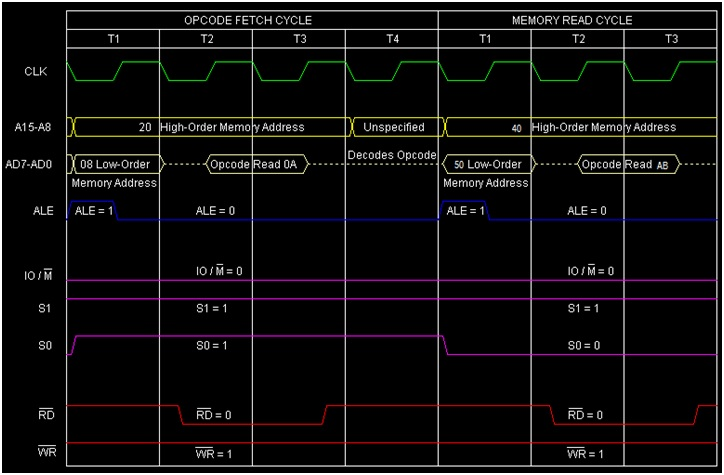 OPCODE FETCH CYCLE MEMORY READ CYCLE
T1 T2 T3 T4 T1 T2 T3
CLK
A15-A8 20 High-Order Memory Address Unspecified 40 High-Order Memory Address
AD7-AD0 08 Low-Order Opcode Read 0A Decodes Opcode 50 Low-Order Opcode Read AB
Memory Address Memory Address
ALE ALE = 1 ALE = 0 ALE = 1 ALE = 0
IO / M̅ IO / M̅ = 0 IO / M̅ = 0
S1 S1 = 1 S1 = 1
S0 S0 = 1 S0 = 0
R̅D̅ R̅D̅ = 0 R̅D̅ = 0
W̅R̅ W̅R̅ = 1 W̅R̅ = 1